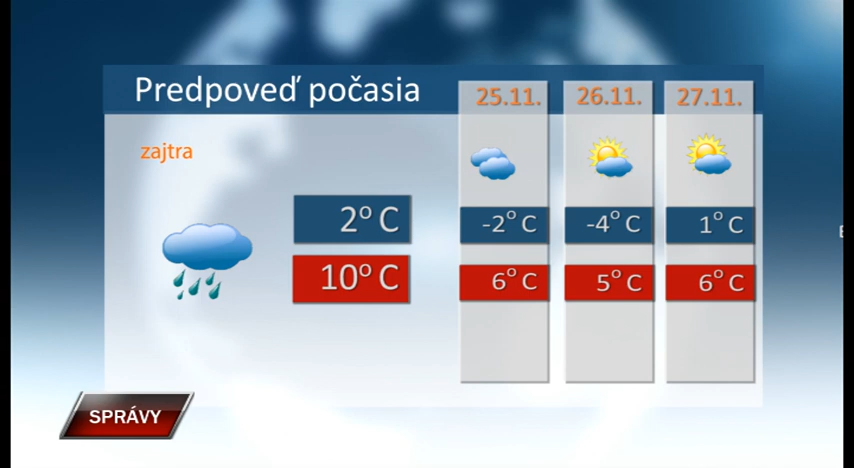 Predpoveď počasia
zajtra
2° C
10° C
25.11.
-2° C
6° C
26.11.
-4° C
5° C
27.11.
1° C
6° C
SPRÁVY